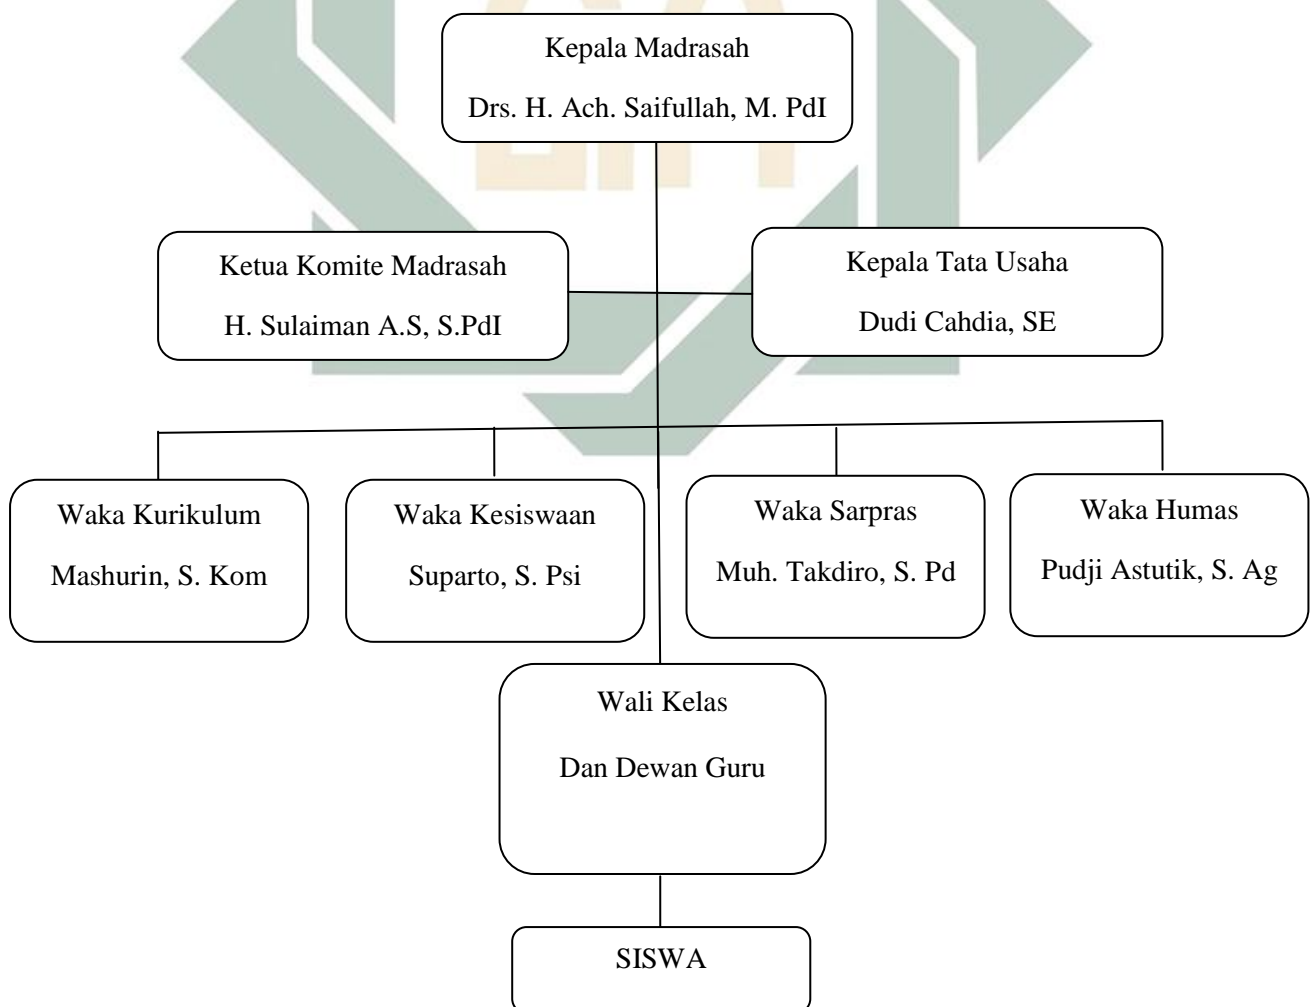 Kepala Madrasah
Drs. H. Ach. Saifullah, M. PdI
Ketua Komite Madrasah
H. Sulaiman A.S, S.PdI
Kepala Tata Usaha
Dudi Cahdia, SE
Waka Kurikulum
Mashurin, S. Kom
Waka Kesiswaan
Suparto, S. Psi
Waka Sarpras
Muh. Takdiro, S. Pd
Waka Humas
Pudji Astutik, S. Ag
Wali Kelas
Dan Dewan Guru
SISWA